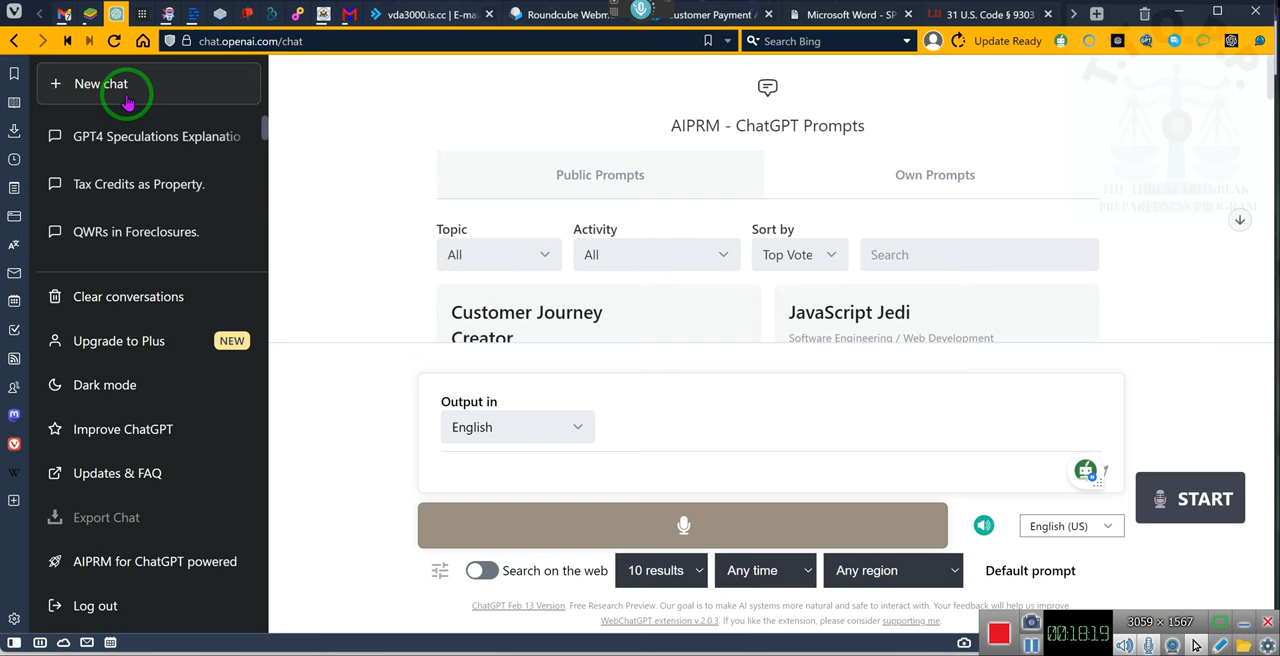 vda3000.is.cc | E-ma
Roundcube Webm
ustomer Payment A
Microsoft Word - SP
LII
31 U.S. Code § 9303
chat.openai.com/chat
Search Bing
Update Ready
New chat
GPT4 Speculations Explanatio
Tax Credits as Property.
QWRs in Foreclosures.
Clear conversations
Upgrade to Plus
NEW
Dark mode
Improve ChatGPT
Updates & FAQ
Export Chat
AIPRM for ChatGPT powered
Log out
AIPRM - ChatGPT Prompts
Public Prompts
Own Prompts
Topic
Activity
Sort by
All
All
Top Vote
Search
Customer Journey
Creator
JavaScript Jedi
Software Engineering / Web Development
Output in
English
START
English (US)
Search on the web
10 results
Any time
Any region
Default prompt
ChatGPT Feb 13 Version. Free Research Preview. Our goal is to make AI systems more natural and safe to interact with. Your feedback will help us improve.
WebChatGPT extension v.2.0.3. If you like the extension, please consider supporting me.
THE THREAT OUTBREAK
PREPAREDNESS PROGRAM
3059 x 1567
00:18:19